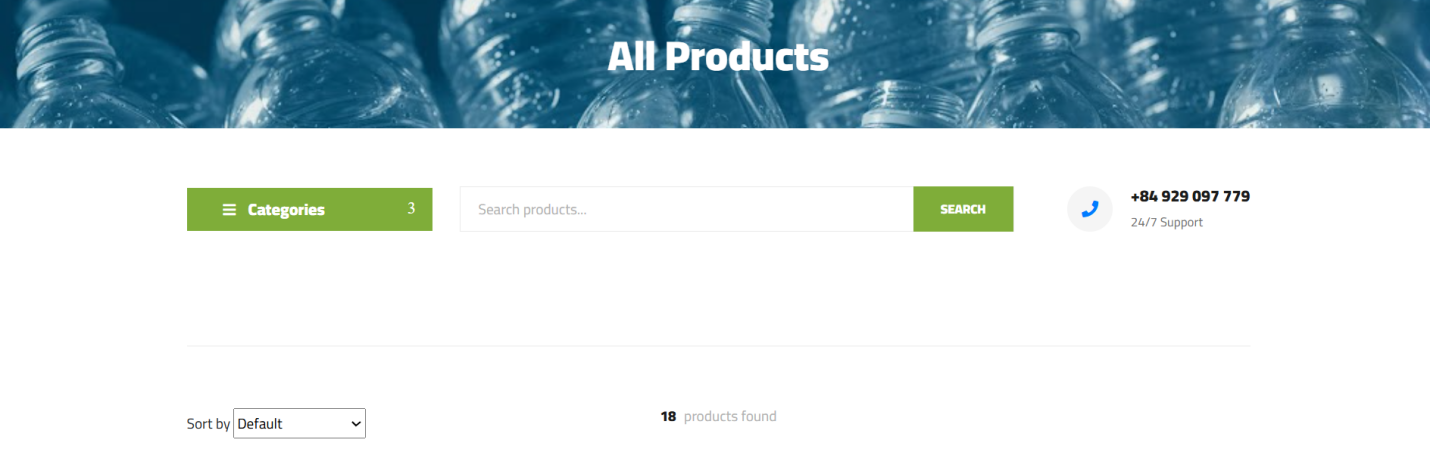 All Products
Categories 3
Search products...
SEARCH
+84 929 097 779
24/7 Support
Sort by Default
18 products found